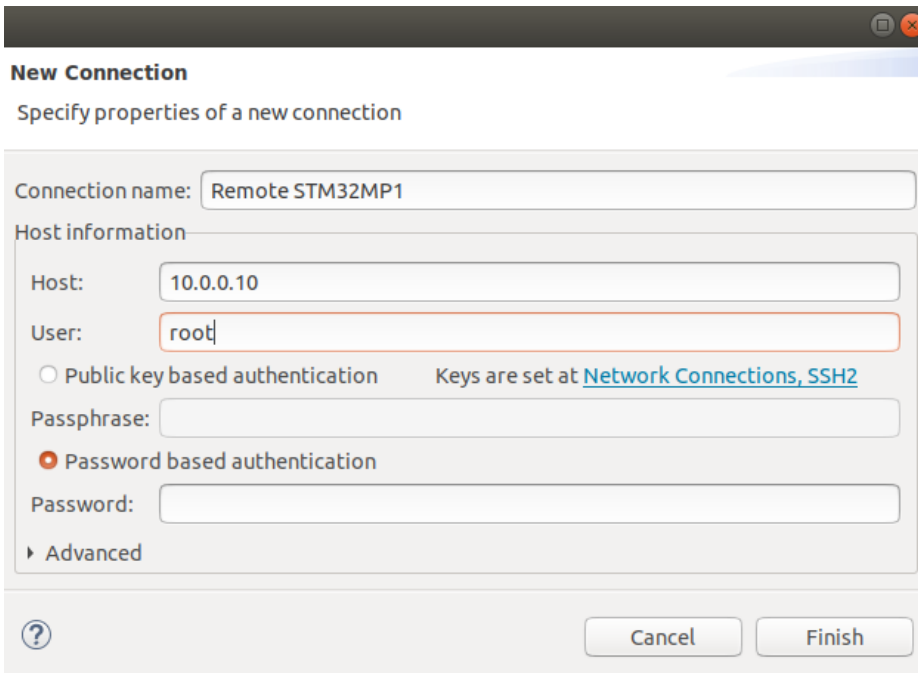 New Connection
Specify properties of a new connection
Connection name: Remote STM32MP1
Host information
Host: 10.0.0.10
User: root
Public key based authentication Keys are set at Network Connections, SSH2
Passphrase:
Password based authentication
Password:
Advanced
? Cancel Finish